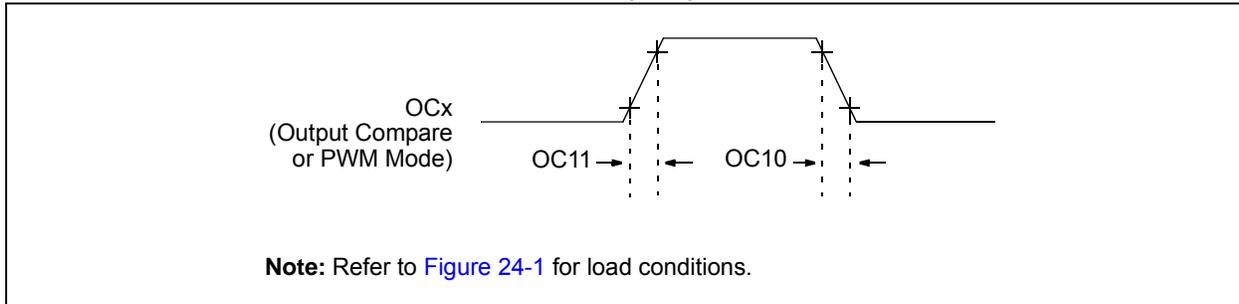 OCx
(Output Compare
or PWM Mode)
OC11
OC10
Note: Refer to Figure 24-1 for load conditions.